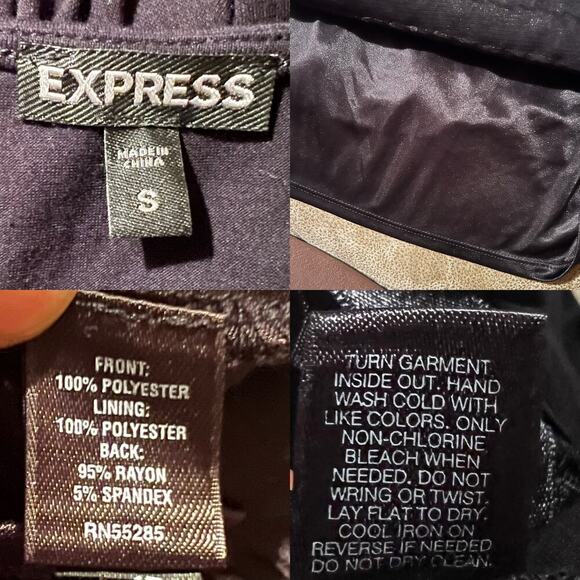 EXPRESS
MADE IN
CHINA
S
FRONT:
100% POLYESTER
LINING:
100% POLYESTER
BACK:
95% RAYON
5% SPANDEX
RN55285
TURN GARMENT
INSIDE OUT. HAND
WASH COLD WITH
LIKE COLORS. ONLY
NON-CHLORINE
BLEACH WHEN
NEEDED. DO NOT
WRING OR TWIST.
LAY FLAT TO DRY.
COOL IRON ON
REVERSE IF NEEDED
DO NOT DRY CLEAN.